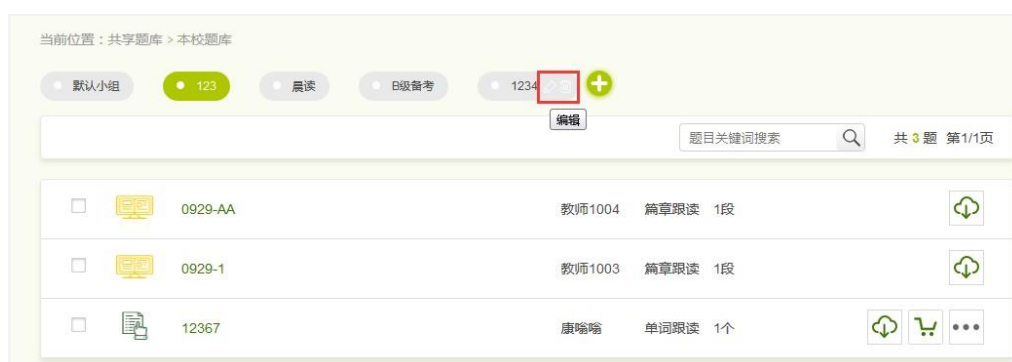 当前位置：共享题库 > 本校题库
默认小组 123 晨读 B级备考 1234
编辑
题目关键词搜索 共 3 题 第1/1页
0929-AA 教师1004 篇章跟读 1段
0929-1 教师1003 篇章跟读 1段
12367 康嗡嗡 单词跟读 1个